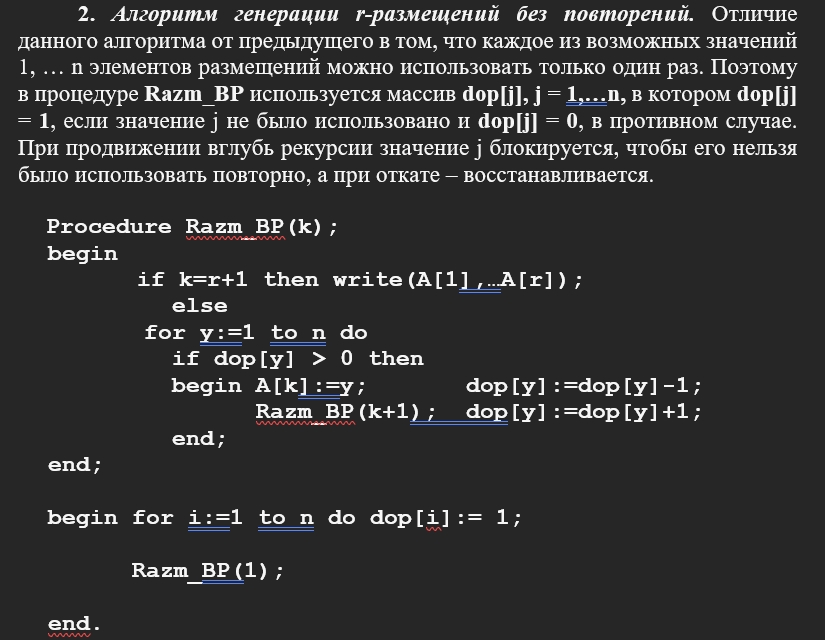 2. Алгоритм генерации r-размещений без повторений. Отличие
данного алгоритма от предыдущего в том, что каждое из возможных значений
1, … n элементов размещений можно использовать только один раз. Поэтому
в процедуре Razm_BP используется массив dop[j], j = 1,…n, в котором dop[j]
= 1, если значение j не было использовано и dop[j] = 0, в противном случае.
При продвижении вглубь рекурсии значение j блокируется, чтобы его нельзя
было использовать повторно, а при откате – восстанавливается.
Procedure Razm_BP(k);
begin
if k=r+1 then write(A[1],…A[r]);
else
for y:=1 to n do
if dop[y] > 0 then
begin A[k]:=y; dop[y]:=dop[y]-1;
Razm_BP(k+1); dop[y]:=dop[y]+1;
end;
end;
begin for i:=1 to n do dop[i]:= 1;
Razm_BP(1);
end.